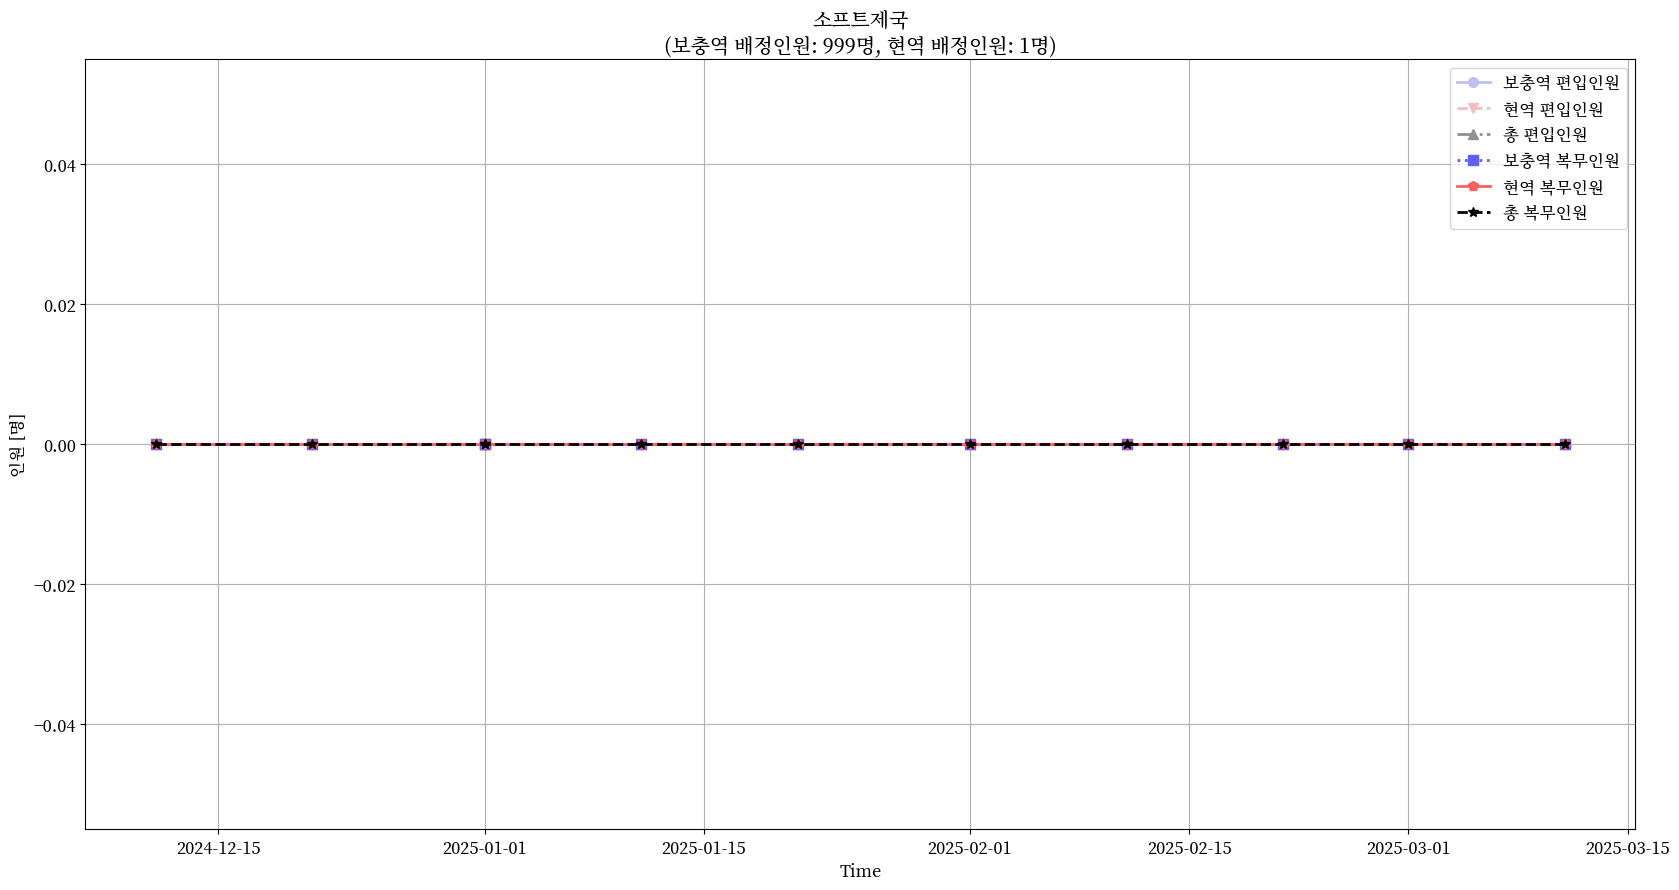 소프트제국
(보충역 배정인원: 999명, 현역 배정인원: 1명)
보충역 편입인원
현역 편입인원
총 편입인원
보충역 복무인원
현역 복무인원
총 복무인원
인원 [명]
0.04
0.02
0.00
−0.02
−0.04
2024-12-15
2025-01-01
2025-01-15
2025-02-01
2025-02-15
2025-03-01
2025-03-15
Time